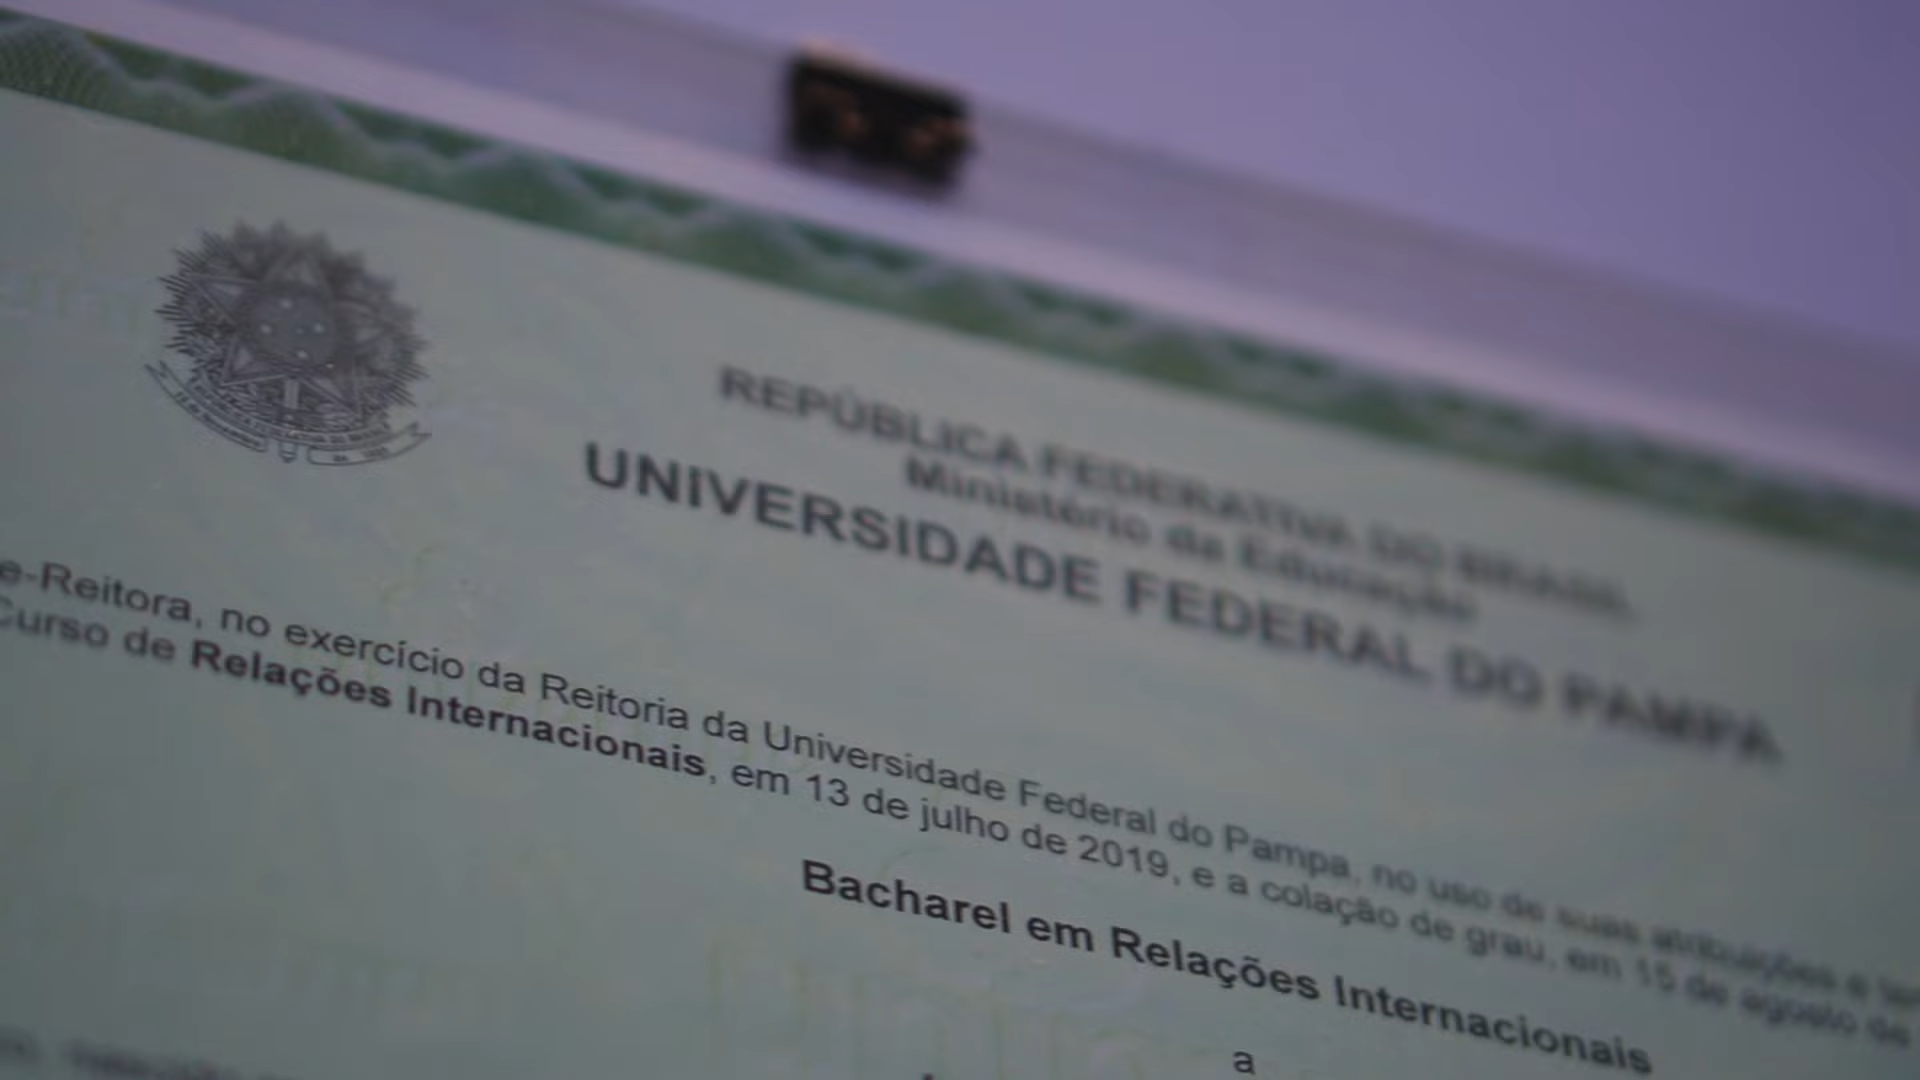 REPÚBLICA FEDERATIVA DO BRASIL
Ministério da Educação
UNIVERSIDADE FEDERAL DO PAMPA
e-Reitora, no exercício da Reitoria da Universidade Federal do Pampa, no uso de suas atribuições e
Curso de Relações Internacionais, em 13 de julho de 2019, e a colação de grau, em 15 de agosto de
Bacharel em Relações Internacionais
a